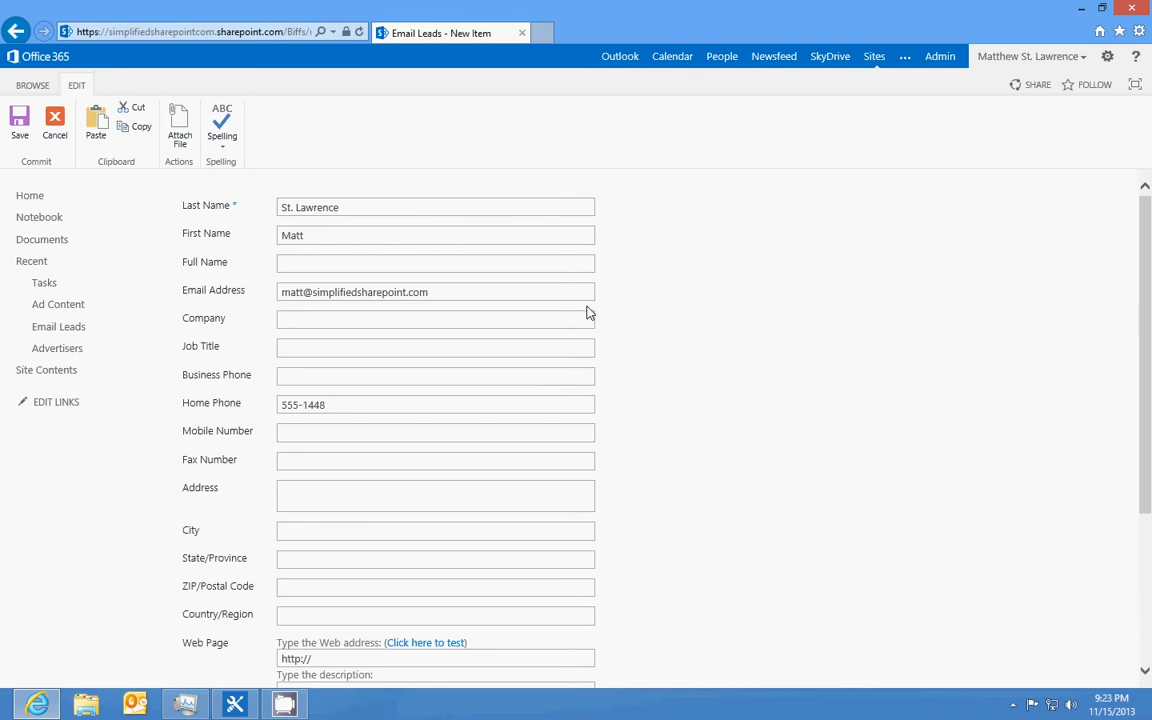 https://simplifiedsharepointcom.sharepoint.com/Biffs/
Email Leads - New Item
Office 365
Outlook Calendar People Newsfeed SkyDrive Sites ... Admin Matthew St. Lawrence ?
BROWSE EDIT
SHARE FOLLOW
Save Cancel Paste Cut Copy Attach File ABC Spelling
Commit Clipboard Actions Spelling
Home
Notebook
Documents
Recent
Tasks
Ad Content
Email Leads
Advertisers
Site Contents
EDIT LINKS
Last Name * St. Lawrence
First Name Matt
Full Name
Email Address matt@simplifiedsharepoint.com
Company
Job Title
Business Phone
Home Phone 555-1448
Mobile Number
Fax Number
Address
City
State/Province
ZIP/Postal Code
Country/Region
Web Page Type the Web address: (Click here to test)
http://
Type the description:
9:23 PM
11/15/2013